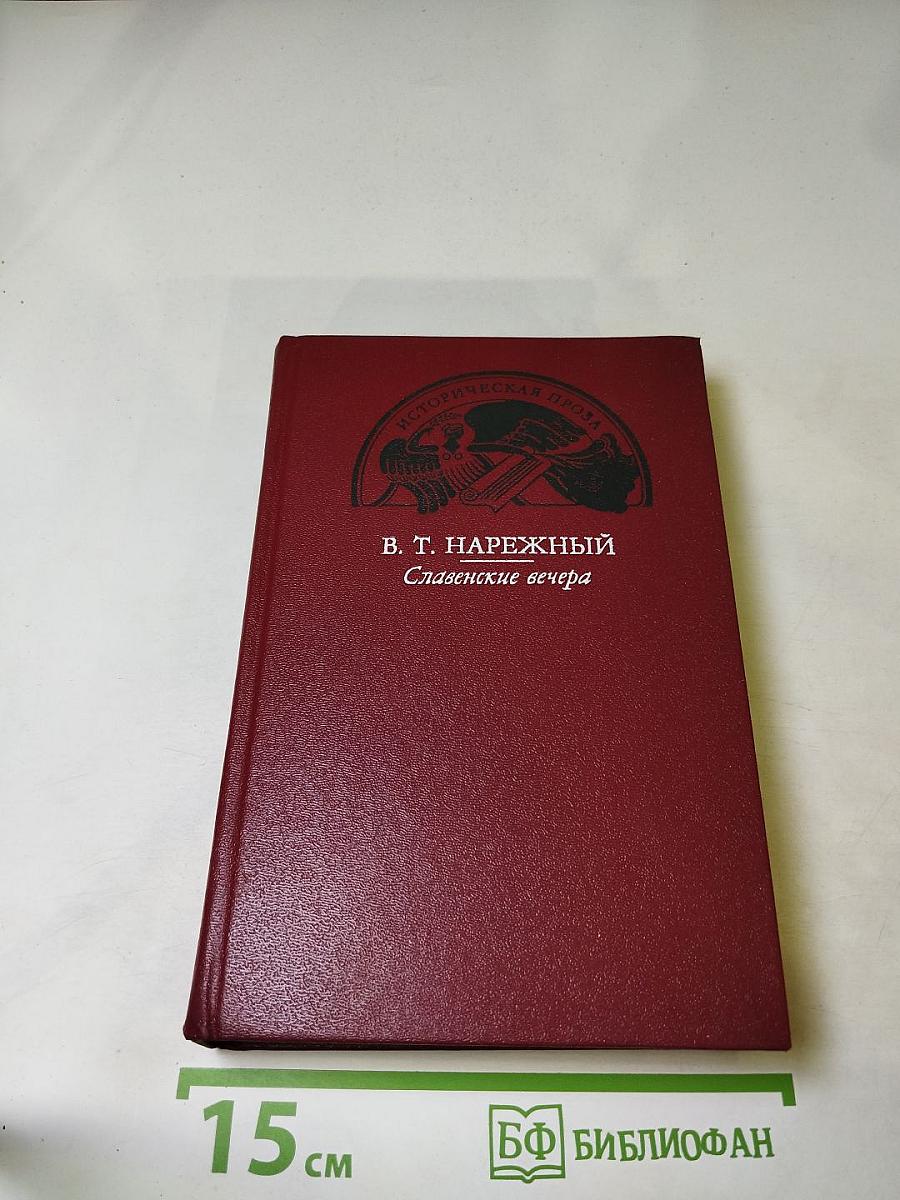 ИСТОРИЧЕСКАЯ ПРОЗА
В. Т. НАРЕЖНЫЙ
Славенские вечера
15 см
БФ БИБЛИОФАН